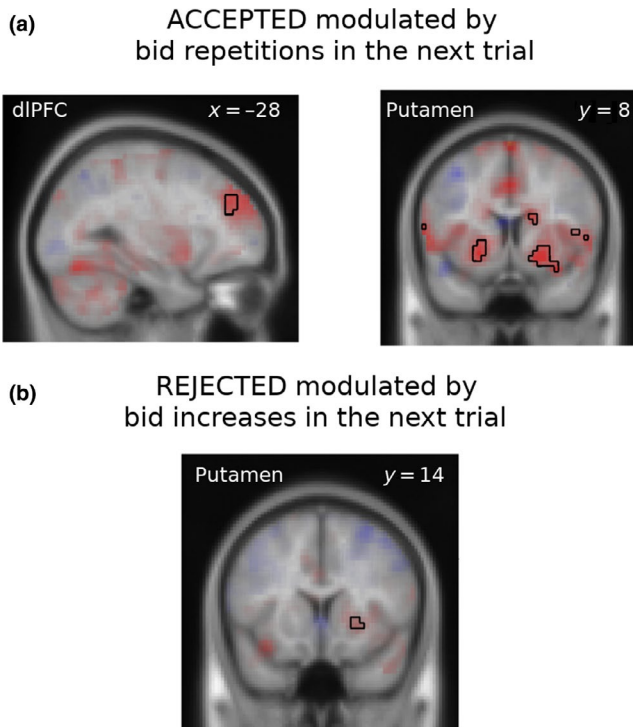 (a)
ACCEPTED modulated by
bid repetitions in the next trial
dlPFC x = –28
Putamen y = 8
(b)
REJECTED modulated by
bid increases in the next trial
Putamen y = 14